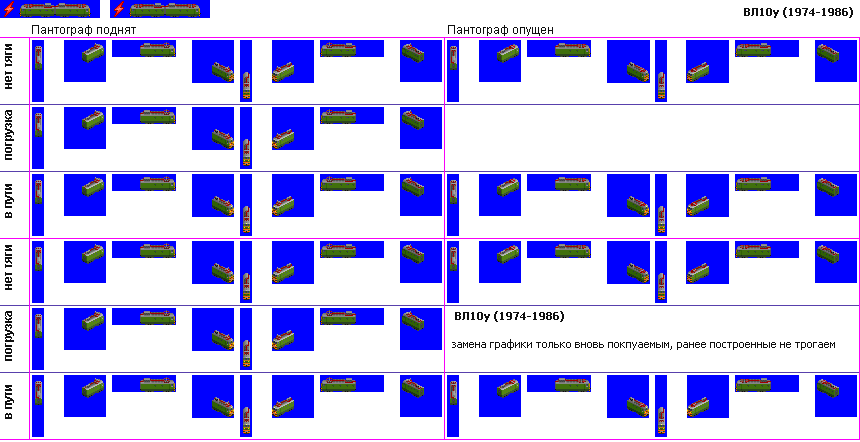 ВЛ10у (1974-1986)
Пантограф поднят
Пантограф опущен
нет тяги
погрузка
в пути
нет тяги
погрузка
ВЛ10у (1974-1986)
замена графики только вновь покпуаемым, ранее построенные не трогаем
в пути